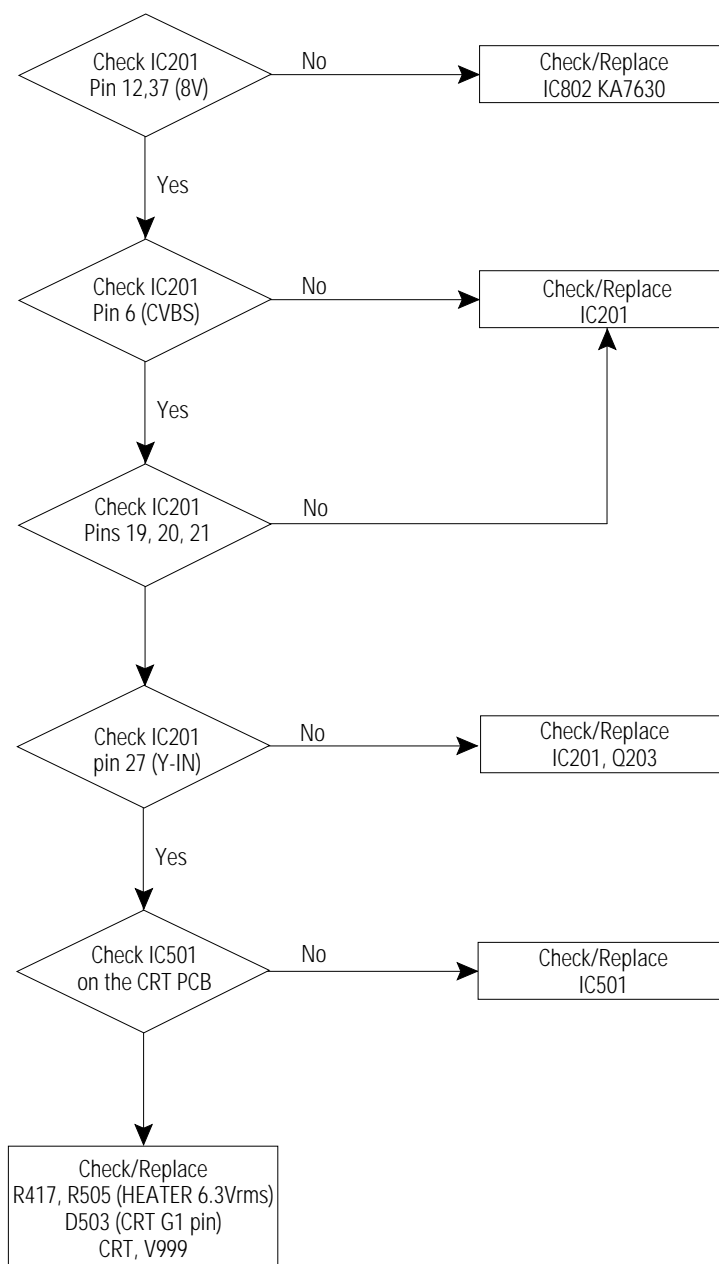 Check IC201
Pin 12,37 (8V)
No
Check/Replace
IC802 KA7630
Yes
Check IC201
Pin 6 (CVBS)
No
Check/Replace
IC201
Yes
Check IC201
Pins 19, 20, 21
No
Check IC201
pin 27 (Y-IN)
No
Check/Replace
IC201, Q203
Yes
Check IC501
on the CRT PCB
No
Check/Replace
IC501
Check/Replace
R417, R505 (HEATER 6.3Vrms)
D503 (CRT G1 pin)
CRT, V999